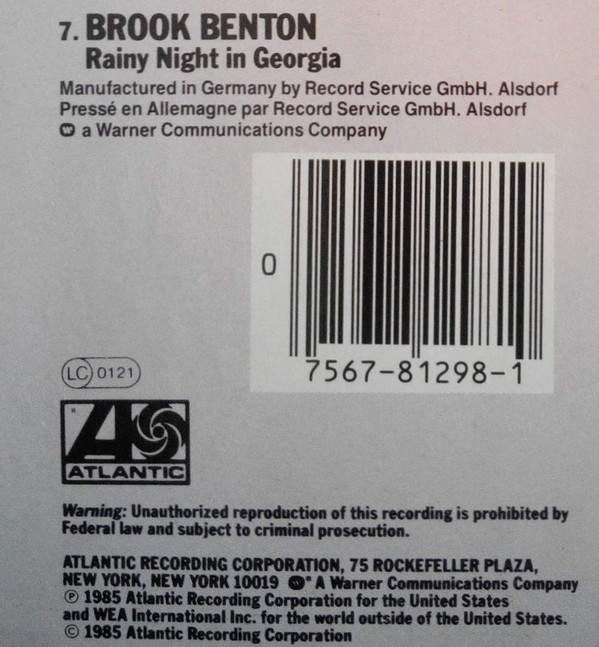 7. BROOK BENTON
Rainy Night in Georgia
Manufactured in Germany by Record Service GmbH. Alsdorf
Pressé en Allemagne par Record Service GmbH. Alsdorf
W a Warner Communications Company
0
7567-81298-1
LC 0121
ATLANTIC
Warning: Unauthorized reproduction of this recording is prohibited by
Federal law and subject to criminal prosecution.
ATLANTIC RECORDING CORPORATION, 75 ROCKEFELLER PLAZA,
NEW YORK, NEW YORK 10019 W® A Warner Communications Company
℗ 1985 Atlantic Recording Corporation for the United States
and WEA International Inc. for the world outside of the United States.
© 1985 Atlantic Recording Corporation